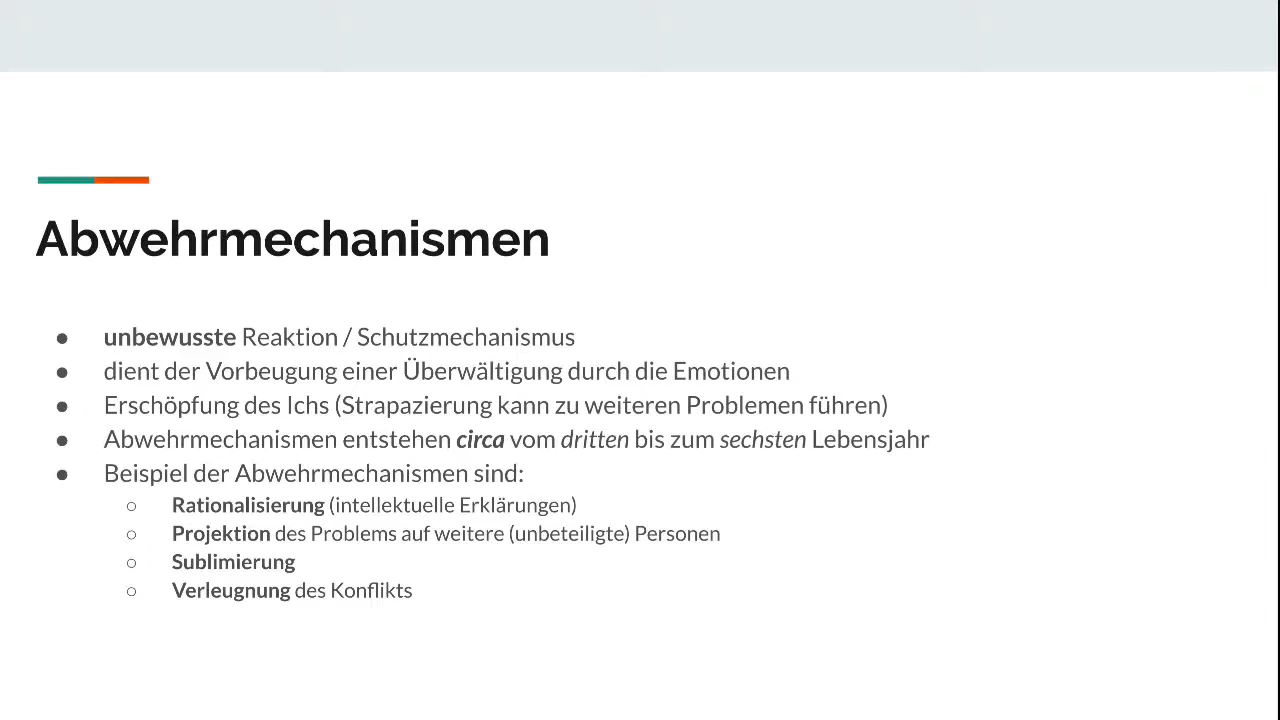 Abwehrmechanismen
● unbewusste Reaktion / Schutzmechanismus
● dient der Vorbeugung einer Überwältigung durch die Emotionen
● Erschöpfung des Ichs (Strapazierung kann zu weiteren Problemen führen)
● Abwehrmechanismen entstehen circa vom dritten bis zum sechsten Lebensjahr
● Beispiel der Abwehrmechanismen sind:
○ Rationalisierung (intellektuelle Erklärungen)
○ Projektion des Problems auf weitere (unbeteiligte) Personen
○ Sublimierung
○ Verleugnung des Konflikts